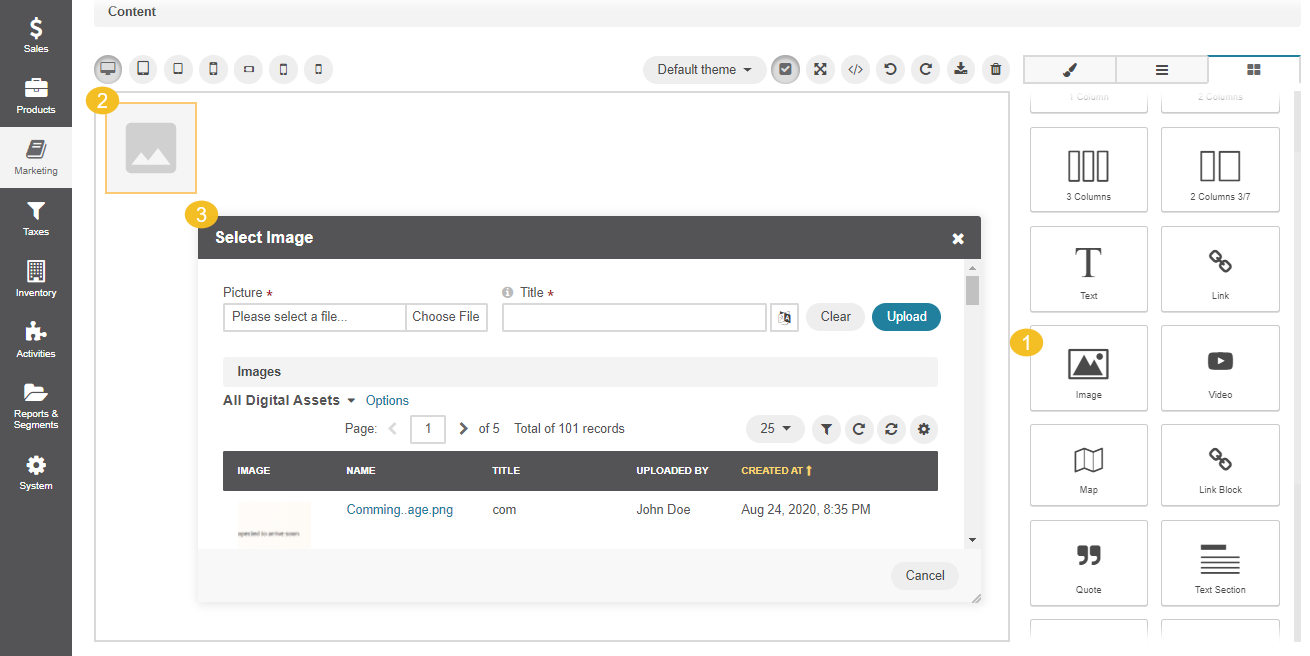 Content
Sales
Products
Marketing
Taxes
Inventory
Activities
Reports &
Segments
System
Default theme
2
3
Select Image
Picture *
Title *
Please select a file...
Choose File
Clear
Upload
Images
All Digital Assets
Options
Page:
1
of 5
Total of 101 records
25
IMAGE
NAME
TITLE
UPLOADED BY
CREATED AT
Comming..age.png
com
John Doe
Aug 24, 2020, 8:35 PM
pected to arrive soon
Cancel
1 Column
2 Columns
3 Columns
2 Columns 3/7
Text
Link
1
Image
Video
Map
Link Block
Quote
Text Section